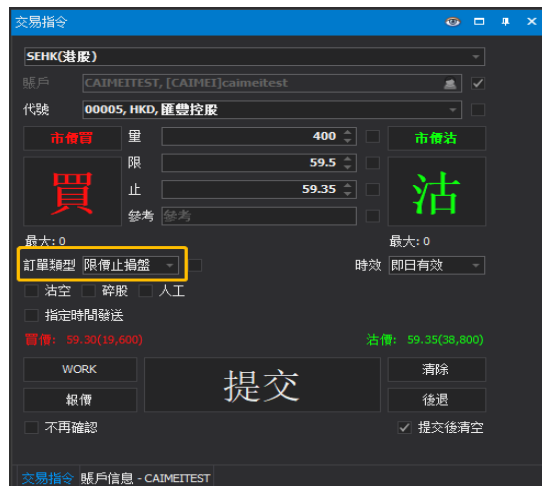 交易指令
SEHK(港股)
賬戶 CAIMEITEST, [CAIMEI]caimeitest
代號 00005, HKD, 匯豐控股
市價買 量 400 市價沽
買 限 59.5 沽
止 59.35
參考 參考
最大: 0 最大: 0
訂單類型 限價止損盤 時效 即日有效
沽空 碎股 人工
指定時間發送
買價: 59.30(19,600) 沽價: 59.35(38,800)
WORK 提交 清除
報價 後退
不再確認 提交後清空
交易指令 賬戶信息 - CAIMEITEST